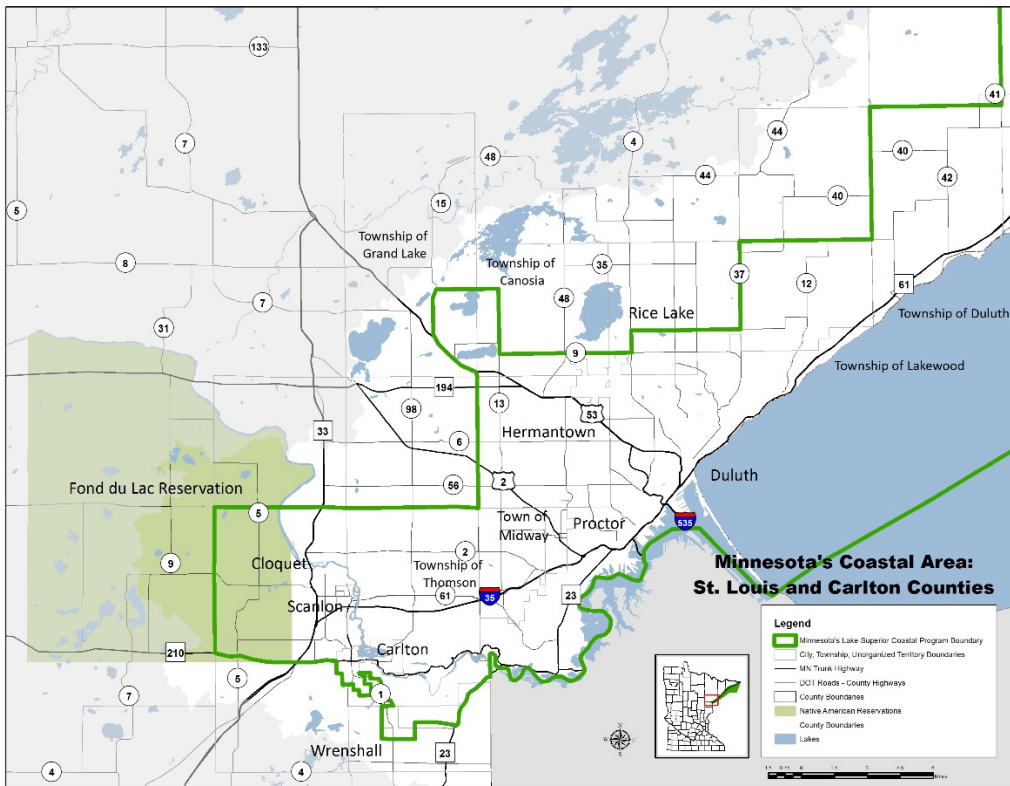 133
41
7
4
44
48
40
44
42
40
15
5
Township of
Grand Lake
8
Township of
Canosia
35
37
61
12
7
48
Rice Lake
Township of Duluth
31
9
Township of Lakewood
194
98
13
53
33
Hermantown
6
Fond du Lac Reservation
56
2
Duluth
5
Town of
Midway
Proctor
535
2
9
Cloquet
Township of
Thomson
Minnesota's Coastal Area:
St. Louis and Carlton Counties
Scanlon
61
35
23
Carlton
210
5
7
1
Wrenshall
23
4
4
Legend
Minnesota's Lake Superior Coastal Program Boundary
City, Township, Unorganized Territory Boundaries
MN Trunk Highway
DOT Roads - County Highways
County Boundaries
Native American Reservations
County Boundaries
Lakes
N
S